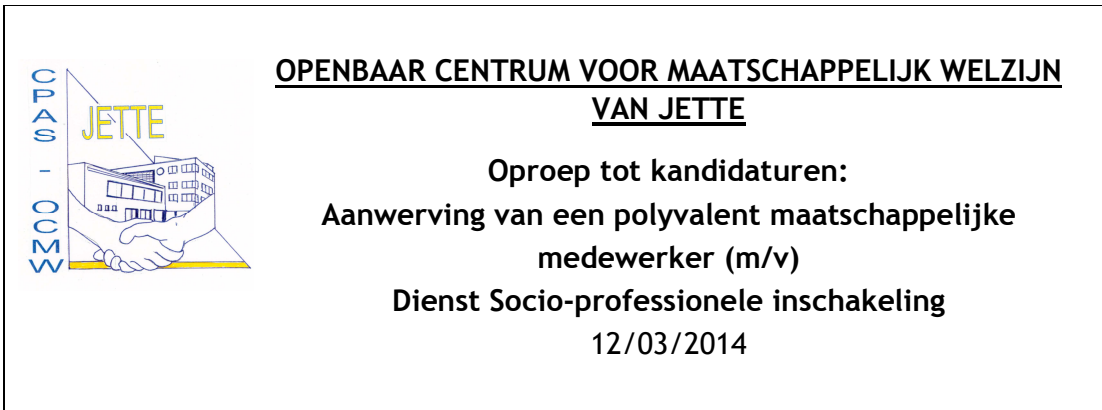 CPAS - OCMW
JETTE
OPENBAAR CENTRUM VOOR MAATSCHAPPELIJK WELZIJN
VAN JETTE
Oproep tot kandidaturen:
Aanwerving van een polyvalent maatschappelijke
medewerker (m/v)
Dienst Socio-professionele inschakeling
12/03/2014